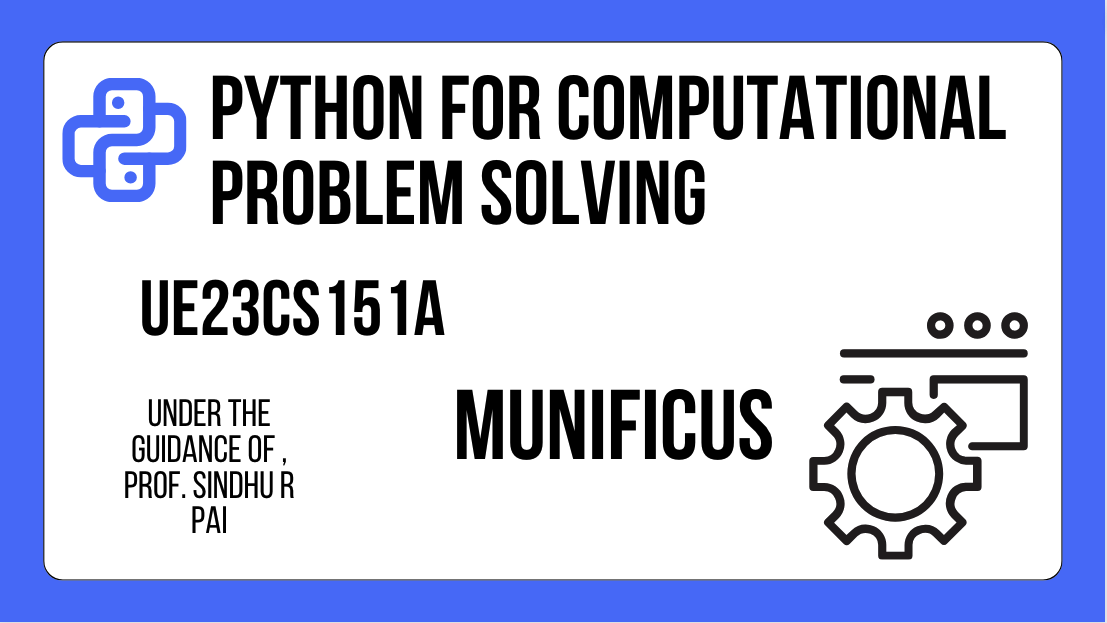 PYTHON FOR COMPUTATIONAL
PROBLEM SOLVING
UE23CS151A
UNDER THE
GUIDANCE OF ,
PROF. SINDHU R
PAI
MUNIFICUS